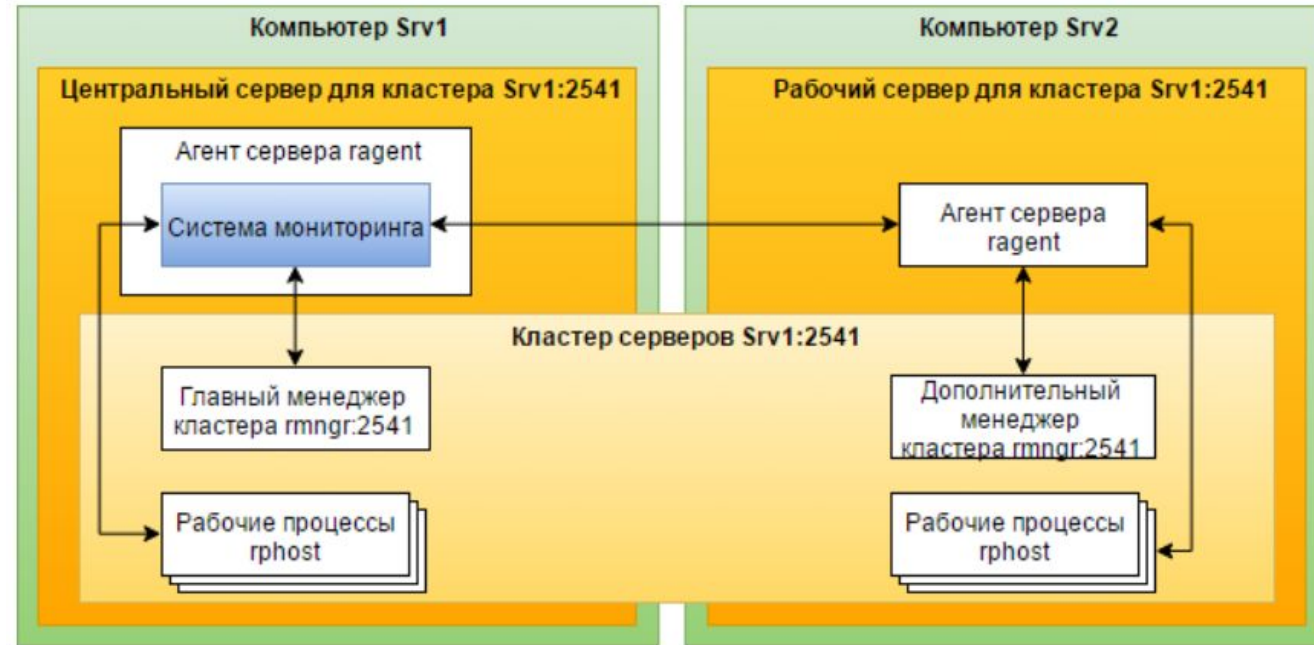 Компьютер Srv1
Компьютер Srv2
Центральный сервер для кластера Srv1:2541
Рабочий сервер для кластера Srv1:2541
Агент сервера ragent
Система мониторинга
Агент сервера
ragent
Кластер серверов Srv1:2541
Главный менеджер
кластера rmngr:2541
Дополнительный
менеджер
кластера rmngr:2541
Рабочие процессы
rphost
Рабочие процессы
rphost